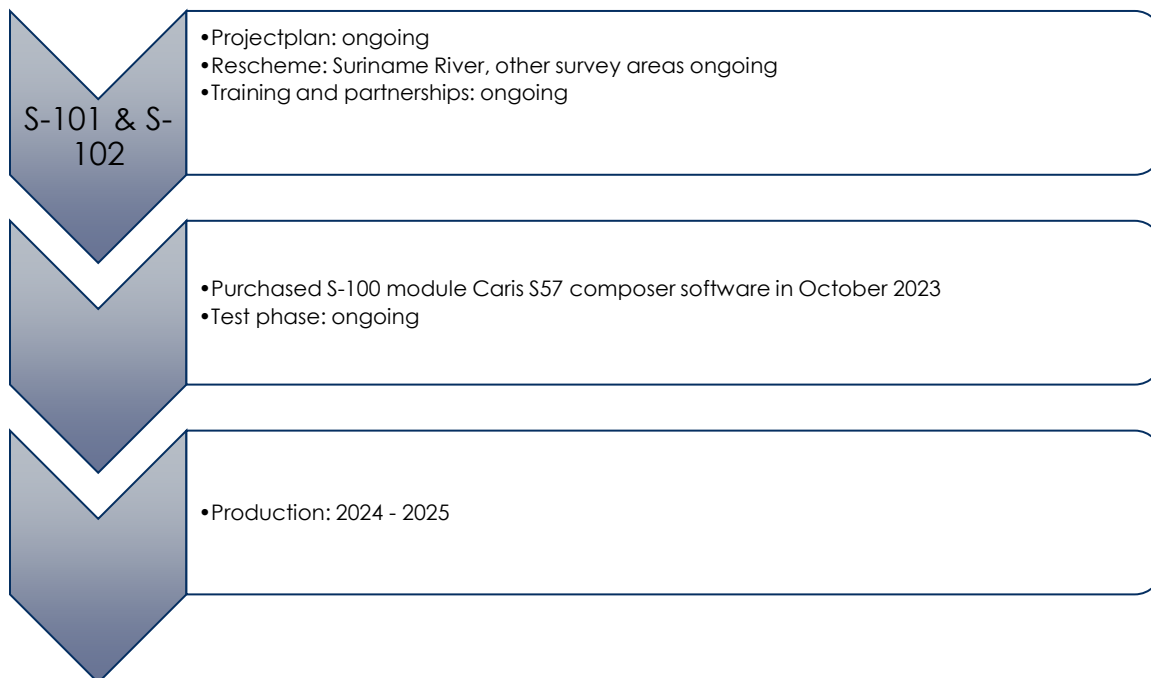 •Projectplan: ongoing
•Rescheme: Suriname River, other survey areas ongoing
•Training and partnerships: ongoing
S-101 & S-
102
•Purchased S-100 module Caris S57 composer software in October 2023
•Test phase: ongoing
•Production: 2024 - 2025